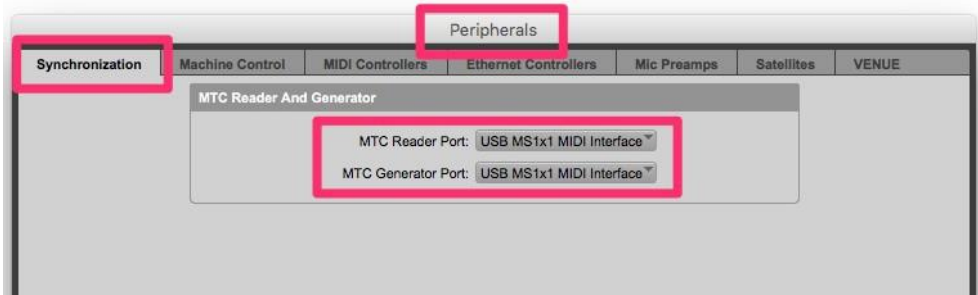 Peripherals
Synchronization Machine Control MIDI Controllers Ethernet Controllers Mic Preamps Satellites VENUE
MTC Reader And Generator
MTC Reader Port: USB MS1x1 MIDI Interface
MTC Generator Port: USB MS1x1 MIDI Interface